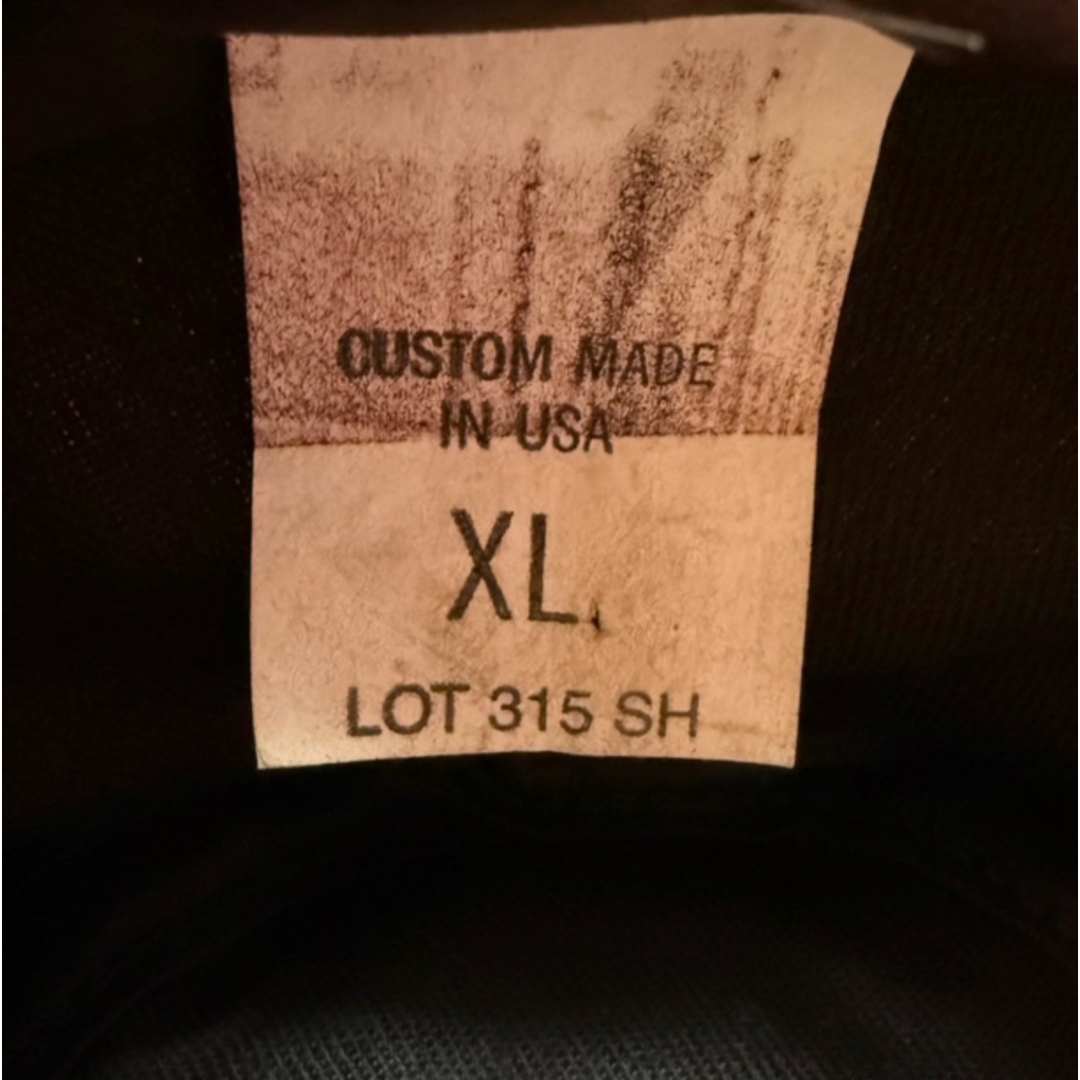 CUSTOM MADE
IN USA
XL
LOT 315 SH